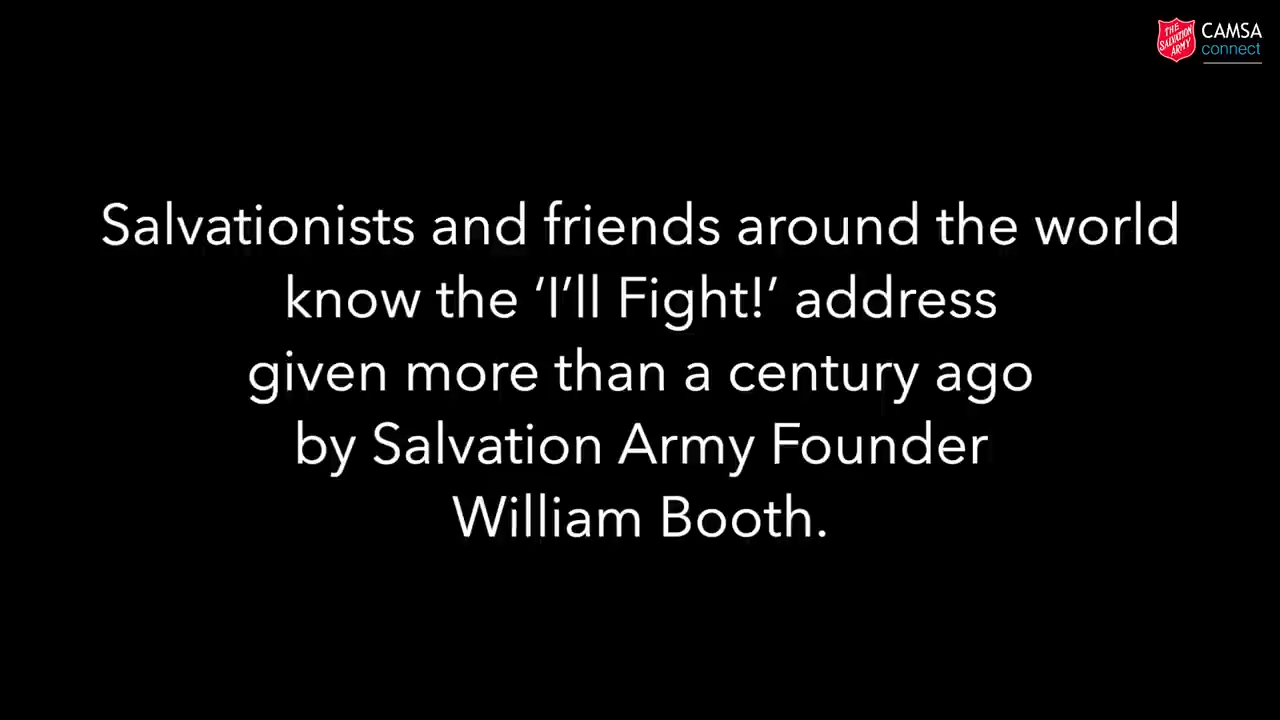 THE
SALVATION
ARMY
CAMSA
connect
Salvationists and friends around the world
know the ‘I’ll Fight!’ address
given more than a century ago
by Salvation Army Founder
William Booth.